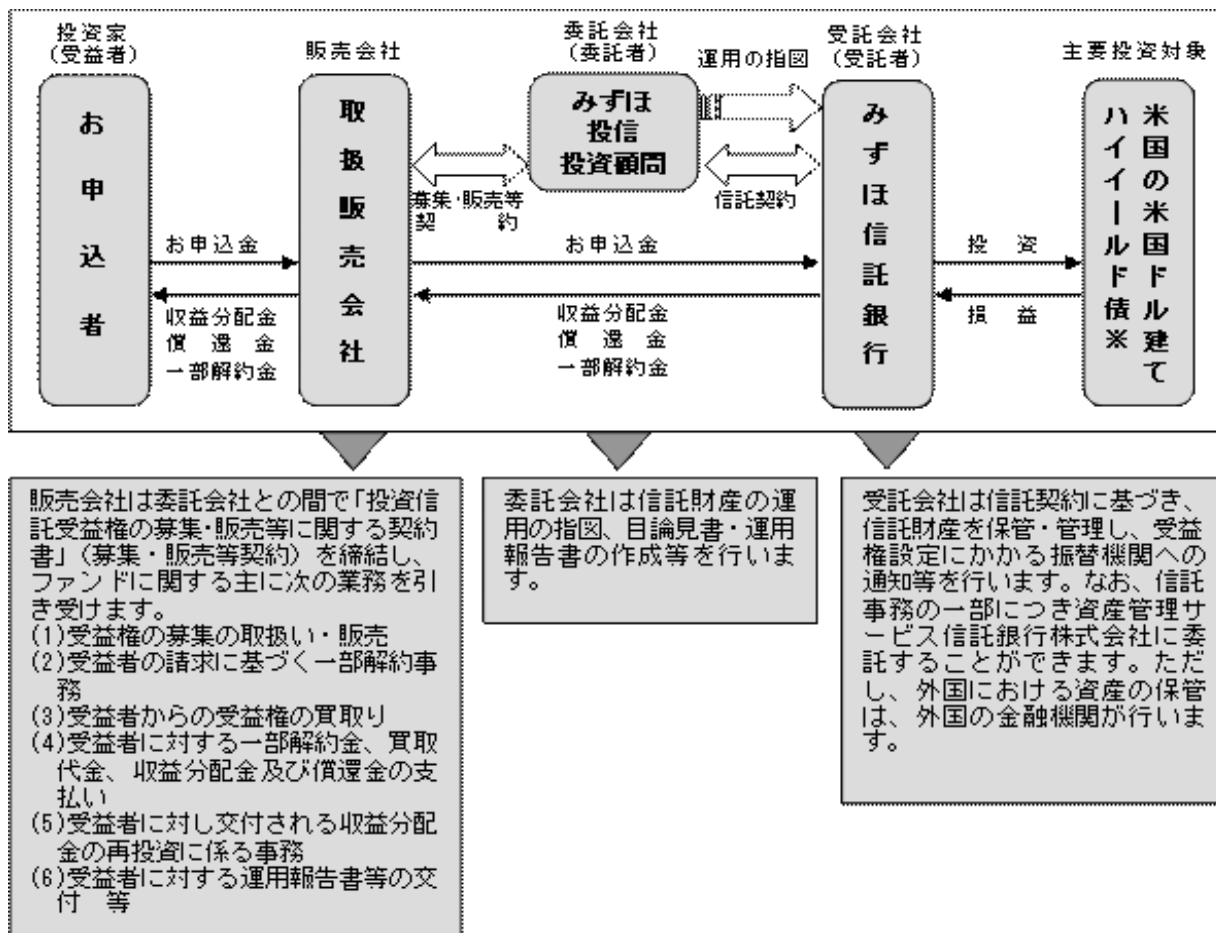 投資家
(受益者)
販売会社
委託会社
(委託者)
運用の指図
受託会社
(受託者)
主要投資対象
お申込者
取扱販売会社
みずほ
投信
投資顧問
みずほ信託銀行
米国の米国ドル建て
ハイイールド債※
募集・販売等
契　約
信託契約
お申込金
お申込金
投　資
収益分配金
償　還　金
一部解約金
収益分配金
償　還　金
一部解約金
損　益
販売会社は委託会社との間で「投資信
託受益権の募集・販売等に関する契約
書」(募集・販売等契約)を締結し、
ファンドに関する主に次の業務を引
き受けます。
(1)受益権の募集の取扱い・販売
(2)受益者の請求に基づく一部解約事
務
(3)受益者からの受益権の買取り
(4)受益者に対する一部解約金、買取
代金、収益分配金及び償還金の支
払い
(5)受益者に対し交付される収益分配
金の再投資に係る事務
(6)受益者に対する運用報告書等の交
付　等
委託会社は信託財産の運
用の指図、目論見書・運用
報告書の作成等を行いま
す。
受託会社は信託契約に基づき、
信託財産を保管・管理し、受益
権設定にかかる振替機関への
通知等を行います。なお、信託
事務の一部につき資産管理サ
ービス信託銀行株式会社に委
託することができます。ただ
し、外国における資産の保管
は、外国の金融機関が行いま
す。